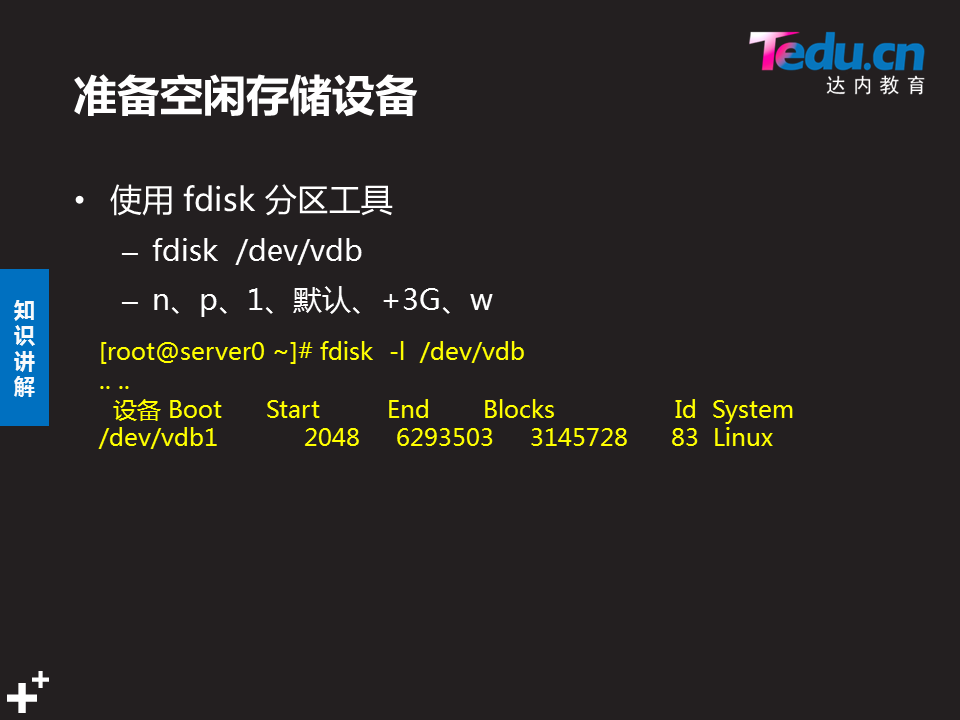 Tedu.cn
达内教育
准备空闲存储设备
• 使用 fdisk 分区工具
– fdisk /dev/vdb
– n、p、1、默认、+3G、w
知识讲解
[root@server0 ~]# fdisk -l /dev/vdb
.. ..
设备 Boot Start End Blocks Id System
/dev/vdb1 2048 6293503 3145728 83 Linux